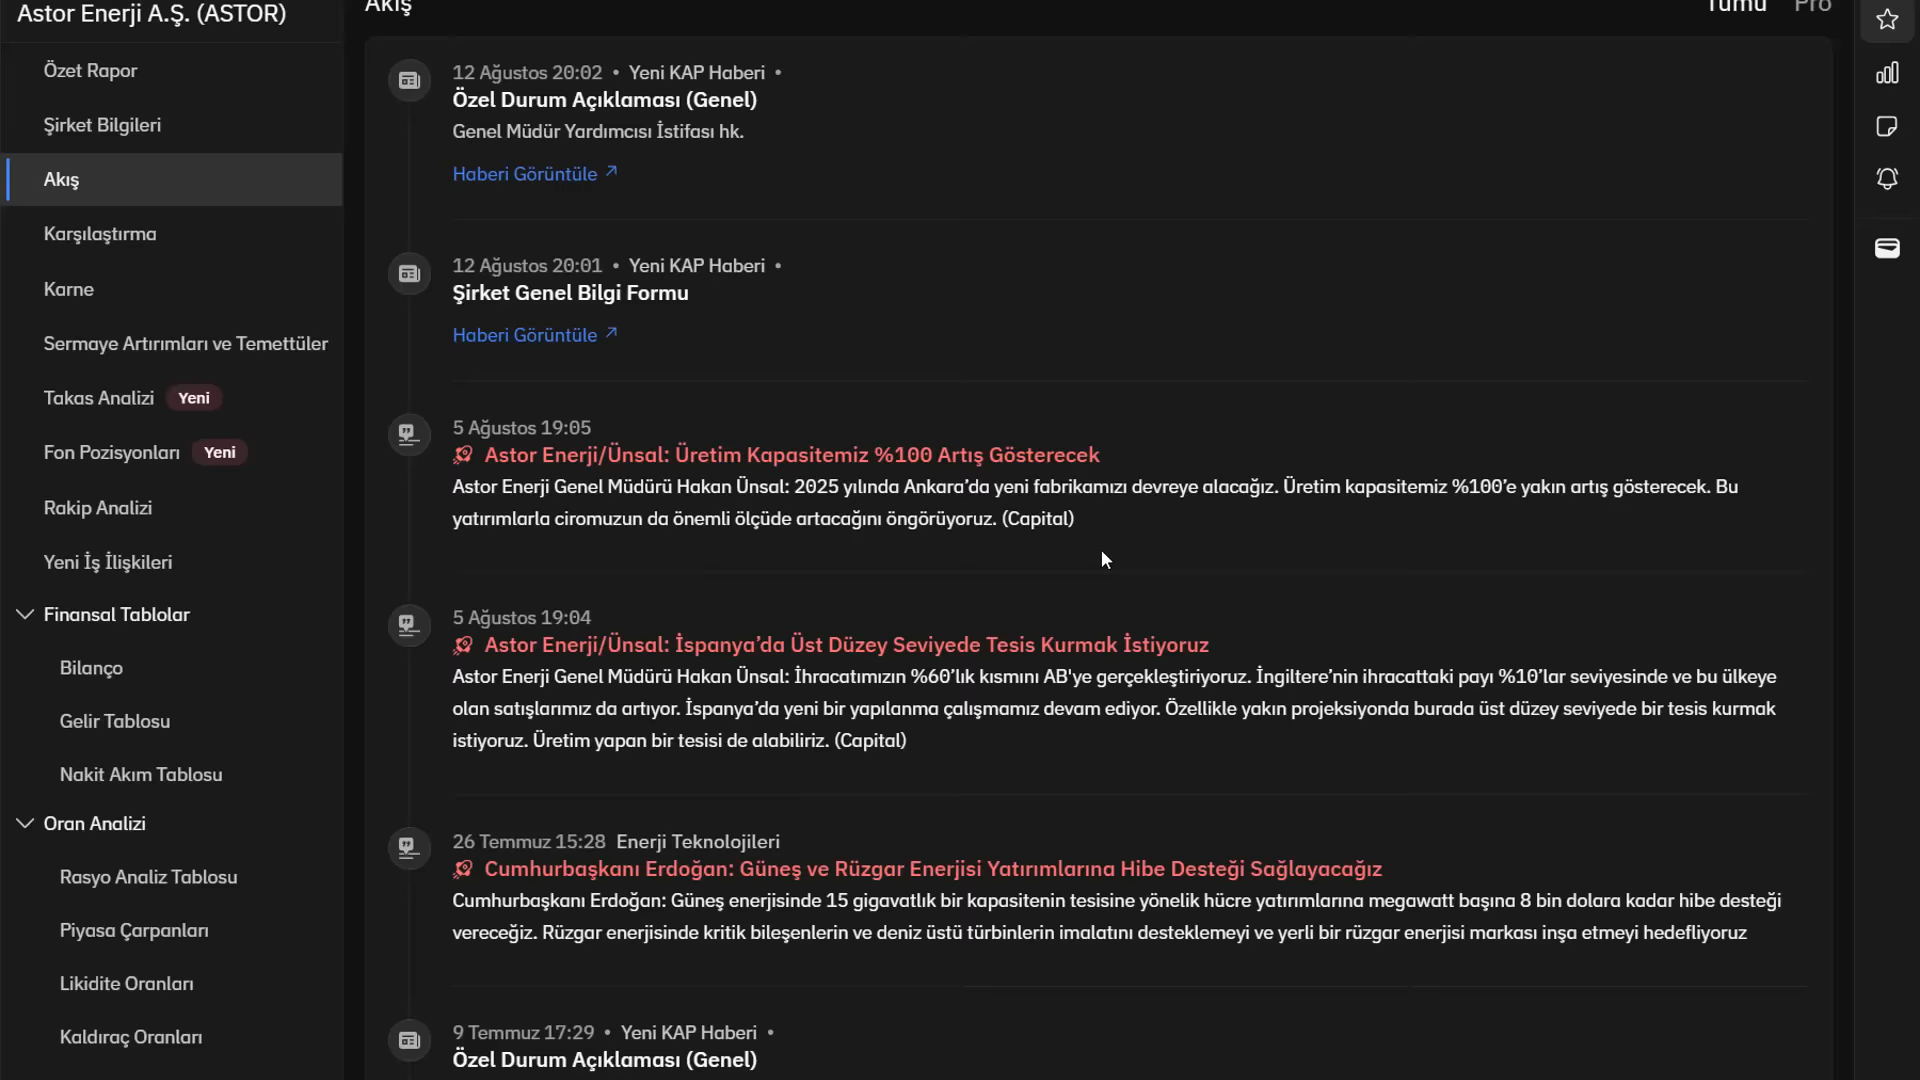 Astor Enerji A.Ş. (ASTOR)
Özet Rapor
Şirket Bilgileri
Akış
Karşılaştırma
Karne
Sermaye Artırımları ve Temettüler
Takas Analizi Yeni
Fon Pozisyonları Yeni
Rakip Analizi
Yeni İş İlişkileri
Finansal Tablolar
Bilanço
Gelir Tablosu
Nakit Akım Tablosu
Oran Analizi
Rasyo Analiz Tablosu
Piyasa Çarpanları
Likidite Oranları
Kaldıraç Oranları
Akış
Tümü Pro
12 Ağustos 20:02 • Yeni KAP Haberi •
Özel Durum Açıklaması (Genel)
Genel Müdür Yardımcısı İstifası hk.
Haberi Görüntüle
12 Ağustos 20:01 • Yeni KAP Haberi •
Şirket Genel Bilgi Formu
Haberi Görüntüle
5 Ağustos 19:05
Astor Enerji/Ünsal: Üretim Kapasitemiz %100 Artış Gösterecek
Astor Enerji Genel Müdürü Hakan Ünsal: 2025 yılında Ankara’da yeni fabrikamızı devreye alacağız. Üretim kapasitemiz %100’e yakın artış gösterecek. Bu
yatırımlarla ciromuzun da önemli ölçüde artacağını öngörüyoruz. (Capital)
5 Ağustos 19:04
Astor Enerji/Ünsal: İspanya’da Üst Düzey Seviyede Tesis Kurmak İstiyoruz
Astor Enerji Genel Müdürü Hakan Ünsal: İhracatımızın %60’lık kısmını AB'ye gerçekleştiriyoruz. İngiltere’nin ihracattaki payı %10’lar seviyesinde ve bu ülkeye
olan satışlarımız da artıyor. İspanya’da yeni bir yapılanma çalışmamız devam ediyor. Özellikle yakın projeksiyonda burada üst düzey seviyede bir tesis kurmak
istiyoruz. Üretim yapan bir tesisi de alabiliriz. (Capital)
26 Temmuz 15:28 Enerji Teknolojileri
Cumhurbaşkanı Erdoğan: Güneş ve Rüzgar Enerjisi Yatırımlarına Hibe Desteği Sağlayacağız
Cumhurbaşkanı Erdoğan: Güneş enerjisinde 15 gigavatlık bir kapasitenin tesisine yönelik hücre yatırımlarına megawatt başına 8 bin dolara kadar hibe desteği
vereceğiz. Rüzgar enerjisinde kritik bileşenlerin ve deniz üstü türbinlerin imalatını desteklemeyi ve yerli bir rüzgar enerjisi markası inşa etmeyi hedefliyoruz
9 Temmuz 17:29 • Yeni KAP Haberi •
Özel Durum Açıklaması (Genel)